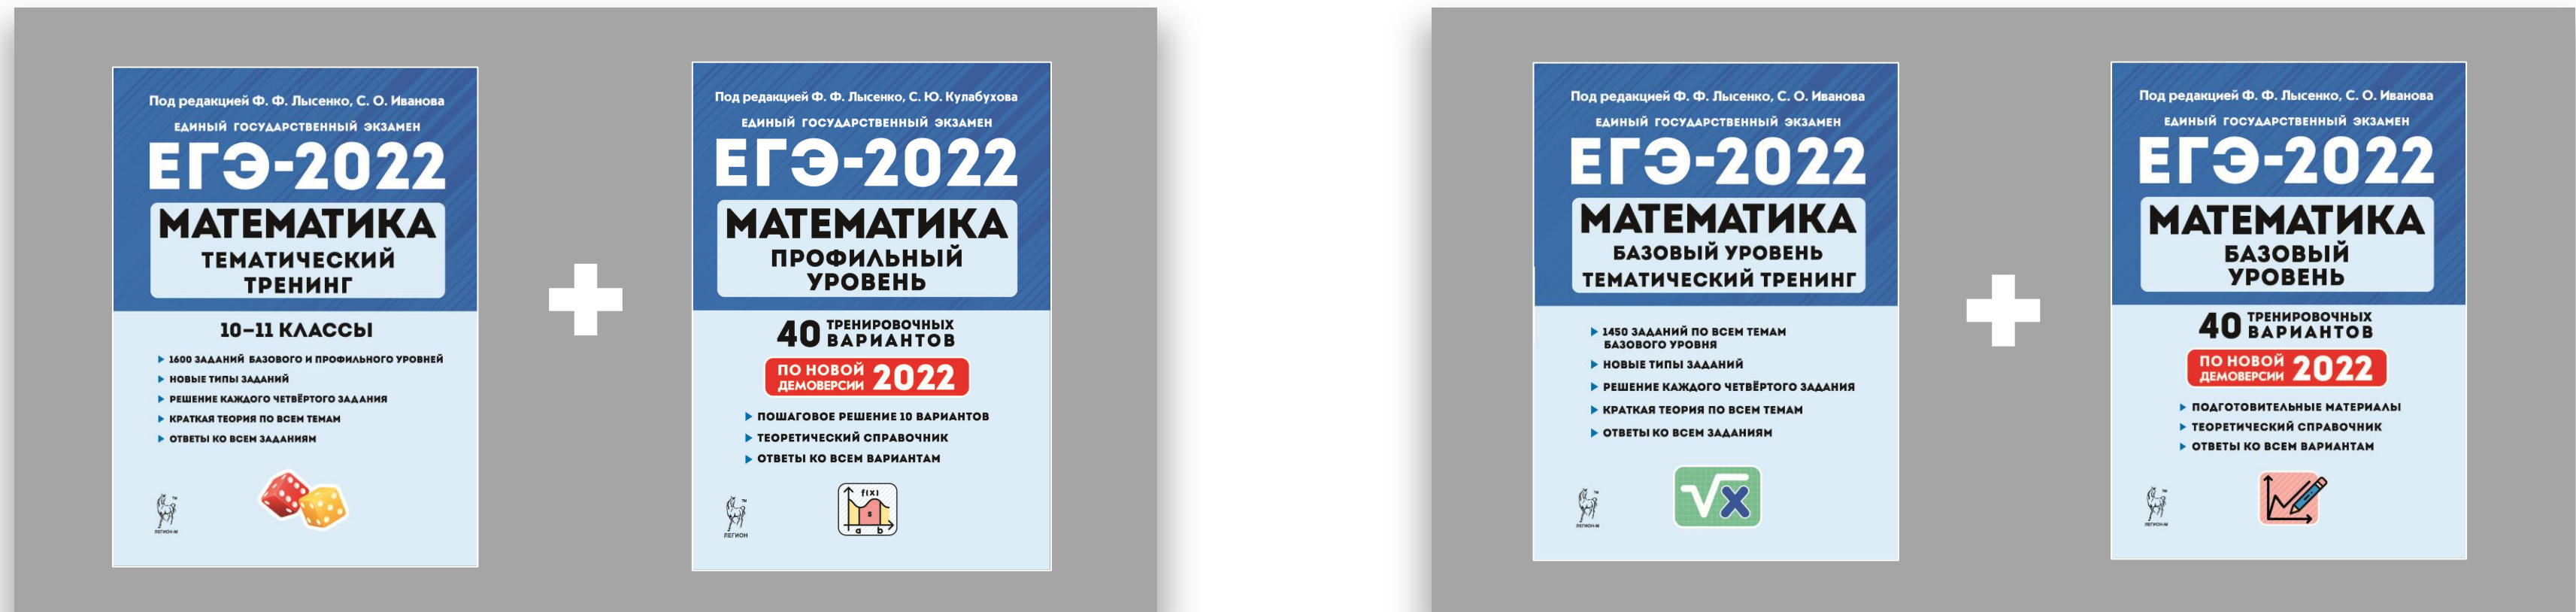 Под редакцией Ф. Ф. Лысенко, С. О. Иванова
ЕДИНЫЙ ГОСУДАРСТВЕННЫЙ ЭКЗАМЕН
ЕГЭ-2022
МАТЕМАТИКА
ТЕМАТИЧЕСКИЙ
ТРЕНИНГ
10–11 КЛАССЫ
1600 ЗАДАНИЙ БАЗОВОГО И ПРОФИЛЬНОГО УРОВНЕЙ
НОВЫЕ ТИПЫ ЗАДАНИЙ
РЕШЕНИЕ КАЖДОГО ЧЕТВЁРТОГО ЗАДАНИЯ
КРАТКАЯ ТЕОРИЯ ПО ВСЕМ ТЕМАМ
ОТВЕТЫ КО ВСЕМ ЗАДАНИЯМ
ЛЕГИОН-М
Под редакцией Ф. Ф. Лысенко, С. Ю. Кулабухова
ЕДИНЫЙ ГОСУДАРСТВЕННЫЙ ЭКЗАМЕН
ЕГЭ-2022
МАТЕМАТИКА
ПРОФИЛЬНЫЙ
УРОВЕНЬ
40 ТРЕНИРОВОЧНЫХ
ВАРИАНТОВ
ПО НОВОЙ
ДЕМОВЕРСИИ 2022
ПОШАГОВОЕ РЕШЕНИЕ 10 ВАРИАНТОВ
ТЕОРЕТИЧЕСКИЙ СПРАВОЧНИК
ОТВЕТЫ КО ВСЕМ ВАРИАНТАМ
f(x)
s
a b
ЛЕГИОН
Под редакцией Ф. Ф. Лысенко, С. О. Иванова
ЕДИНЫЙ ГОСУДАРСТВЕННЫЙ ЭКЗАМЕН
ЕГЭ-2022
МАТЕМАТИКА
БАЗОВЫЙ УРОВЕНЬ
ТЕМАТИЧЕСКИЙ ТРЕНИНГ
1450 ЗАДАНИЙ ПО ВСЕМ ТЕМАМ
БАЗОВОГО УРОВНЯ
НОВЫЕ ТИПЫ ЗАДАНИЙ
РЕШЕНИЕ КАЖДОГО ЧЕТВЁРТОГО ЗАДАНИЯ
КРАТКАЯ ТЕОРИЯ ПО ВСЕМ ТЕМАМ
ОТВЕТЫ КО ВСЕМ ЗАДАНИЯМ
√x
ЛЕГИОН-М
Под редакцией Ф. Ф. Лысенко, С. О. Иванова
ЕДИНЫЙ ГОСУДАРСТВЕННЫЙ ЭКЗАМЕН
ЕГЭ-2022
МАТЕМАТИКА
БАЗОВЫЙ
УРОВЕНЬ
40 ТРЕНИРОВОЧНЫХ
ВАРИАНТОВ
ПО НОВОЙ
ДЕМОВЕРСИИ 2022
ПОДГОТОВИТЕЛЬНЫЕ МАТЕРИАЛЫ
ТЕОРЕТИЧЕСКИЙ СПРАВОЧНИК
ОТВЕТЫ КО ВСЕМ ВАРИАНТАМ
ЛЕГИОН-М